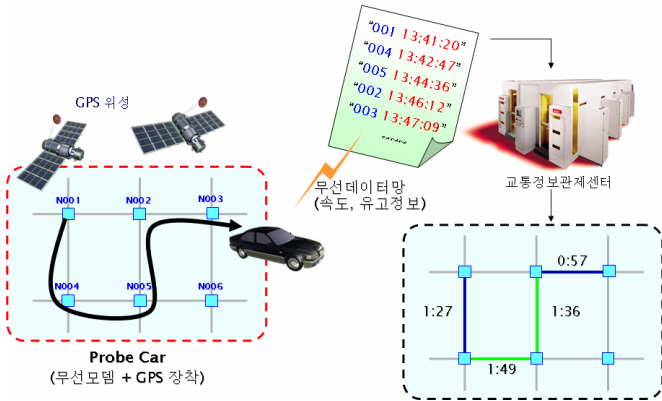 GPS 위성
N001
N002
N003
N004
N005
N006
Probe Car
(무선모뎀 + GPS 장착)
“001 13:41:20”
“004 13:42:47”
“005 13:44:36”
“002 13:46:12”
“003 13:47:09”
~~~
무선데이터망
(속도, 유고정보)
교통정보관제센터
0:57
1:27
1:36
1:49